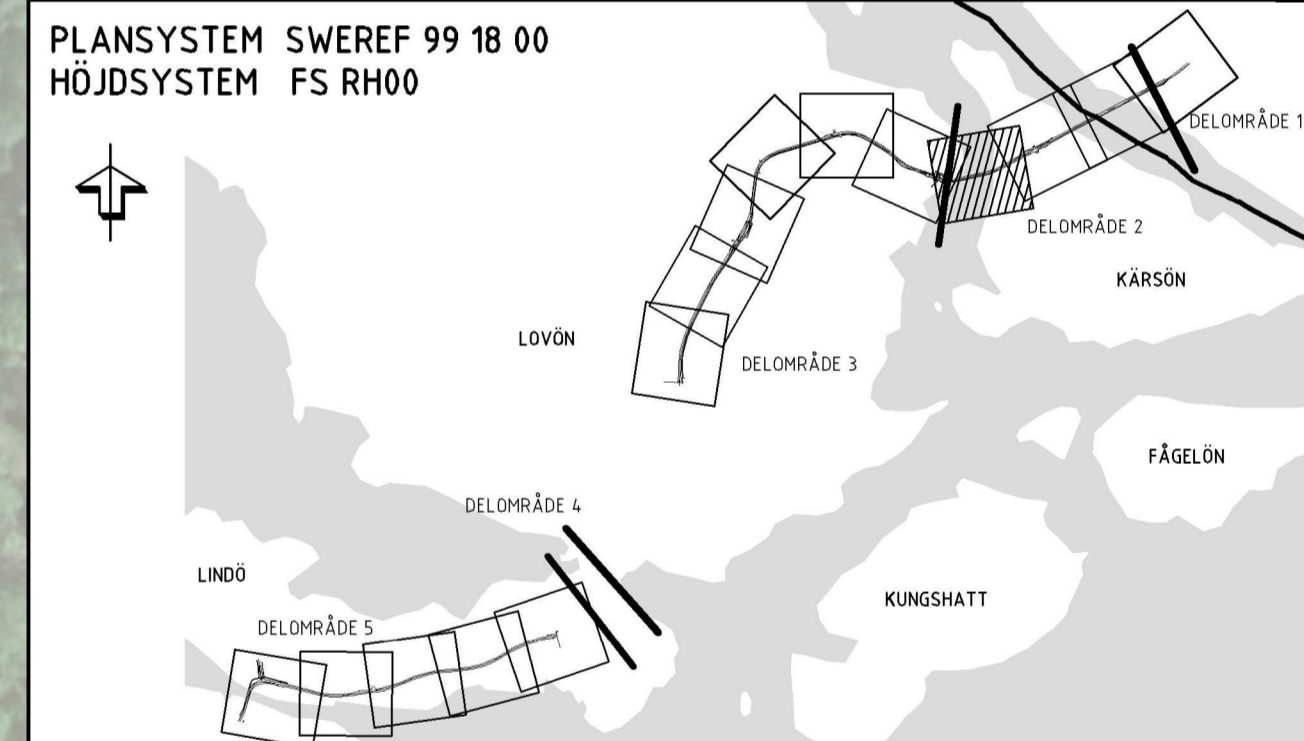 PLANSYSTEM SWEREF 99 18 00
HÖJDSYSTEM FS RH00
DELOMRÅDE 1
DELOMRÅDE 2
KÄRSÖN
LOVÖN
DELOMRÅDE 3
FÅGELÖN
DELOMRÅDE 4
LINDÖ
KUNGSHATT
DELOMRÅDE 5